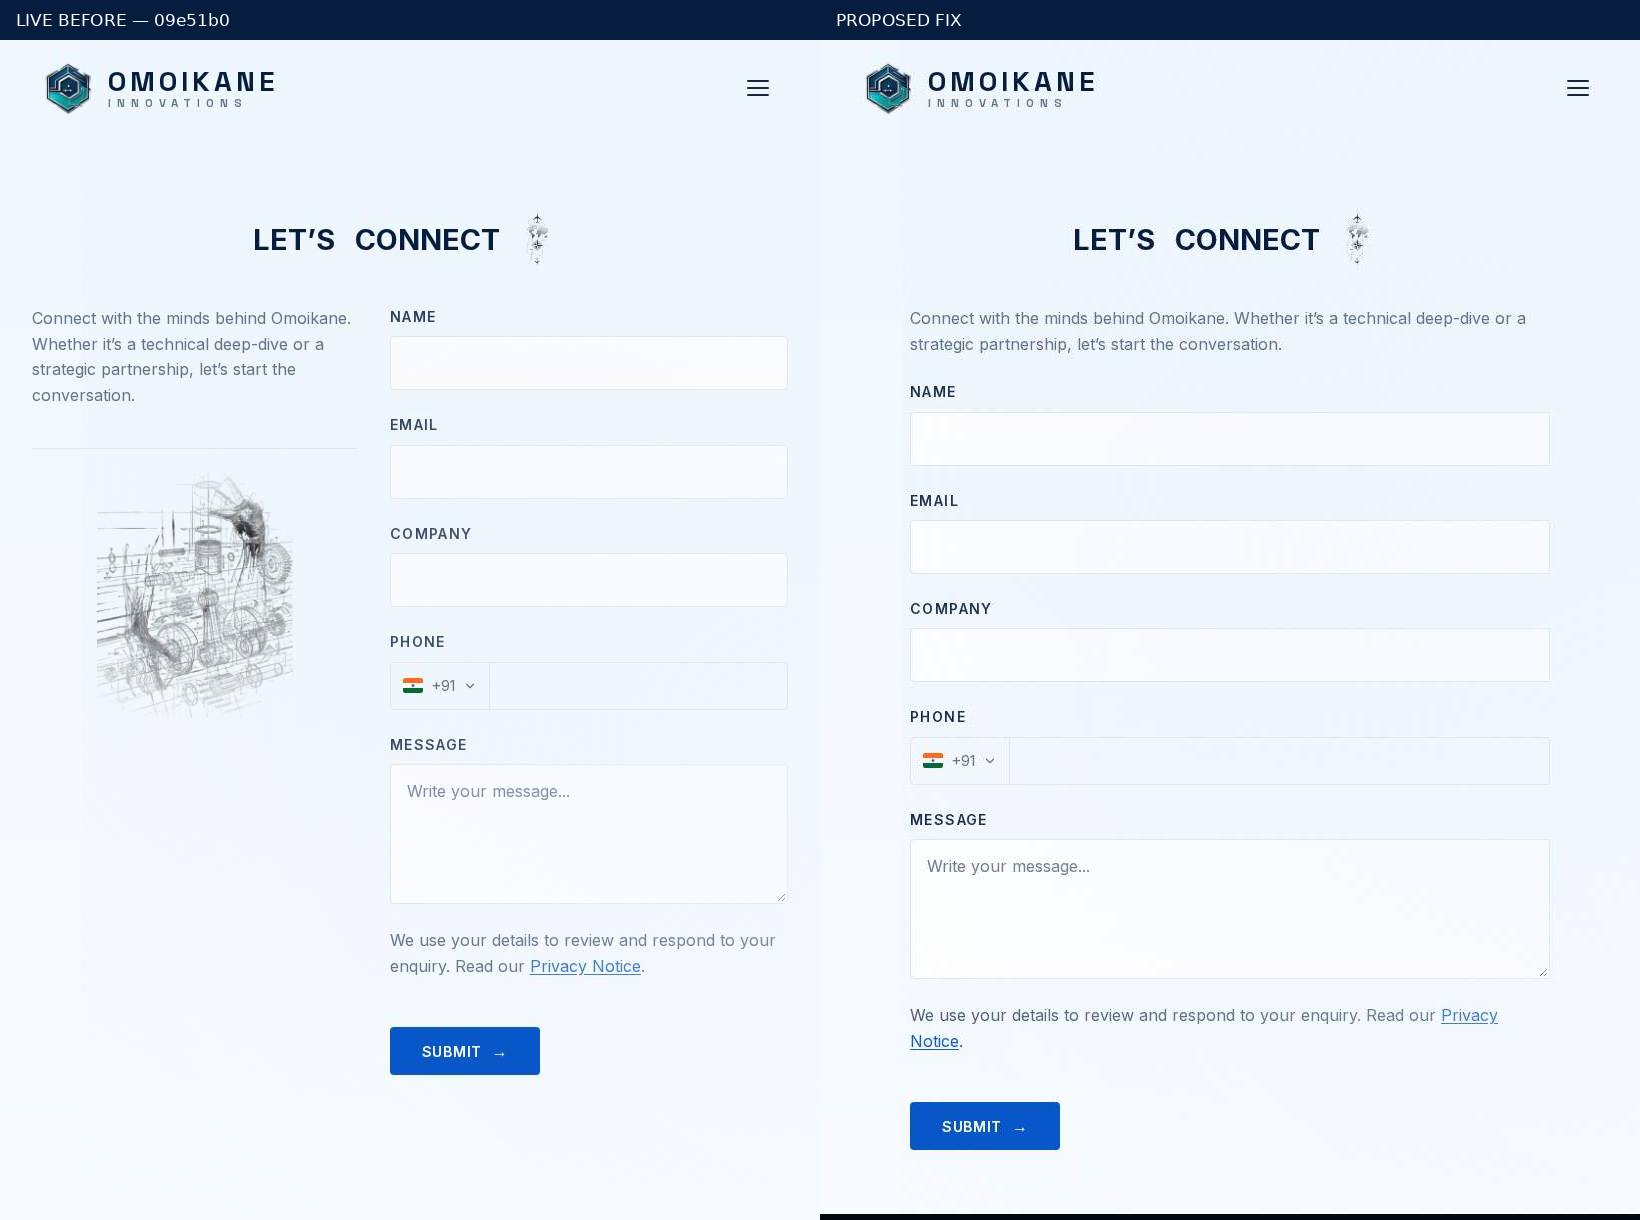 LIVE BEFORE — 09e51b0
OMOIKANE
INNOVATIONS
LET’S CONNECT
Connect with the minds behind Omoikane.
Whether it’s a technical deep-dive or a
strategic partnership, let’s start the
conversation.
NAME
EMAIL
COMPANY
PHONE
+91
MESSAGE
Write your message...
We use your details to review and respond to your
enquiry. Read our Privacy Notice.
SUBMIT →
PROPOSED FIX
OMOIKANE
INNOVATIONS
LET’S CONNECT
Connect with the minds behind Omoikane. Whether it’s a technical deep-dive or a
strategic partnership, let’s start the conversation.
NAME
EMAIL
COMPANY
PHONE
+91
MESSAGE
Write your message...
We use your details to review and respond to your enquiry. Read our Privacy
Notice.
SUBMIT →